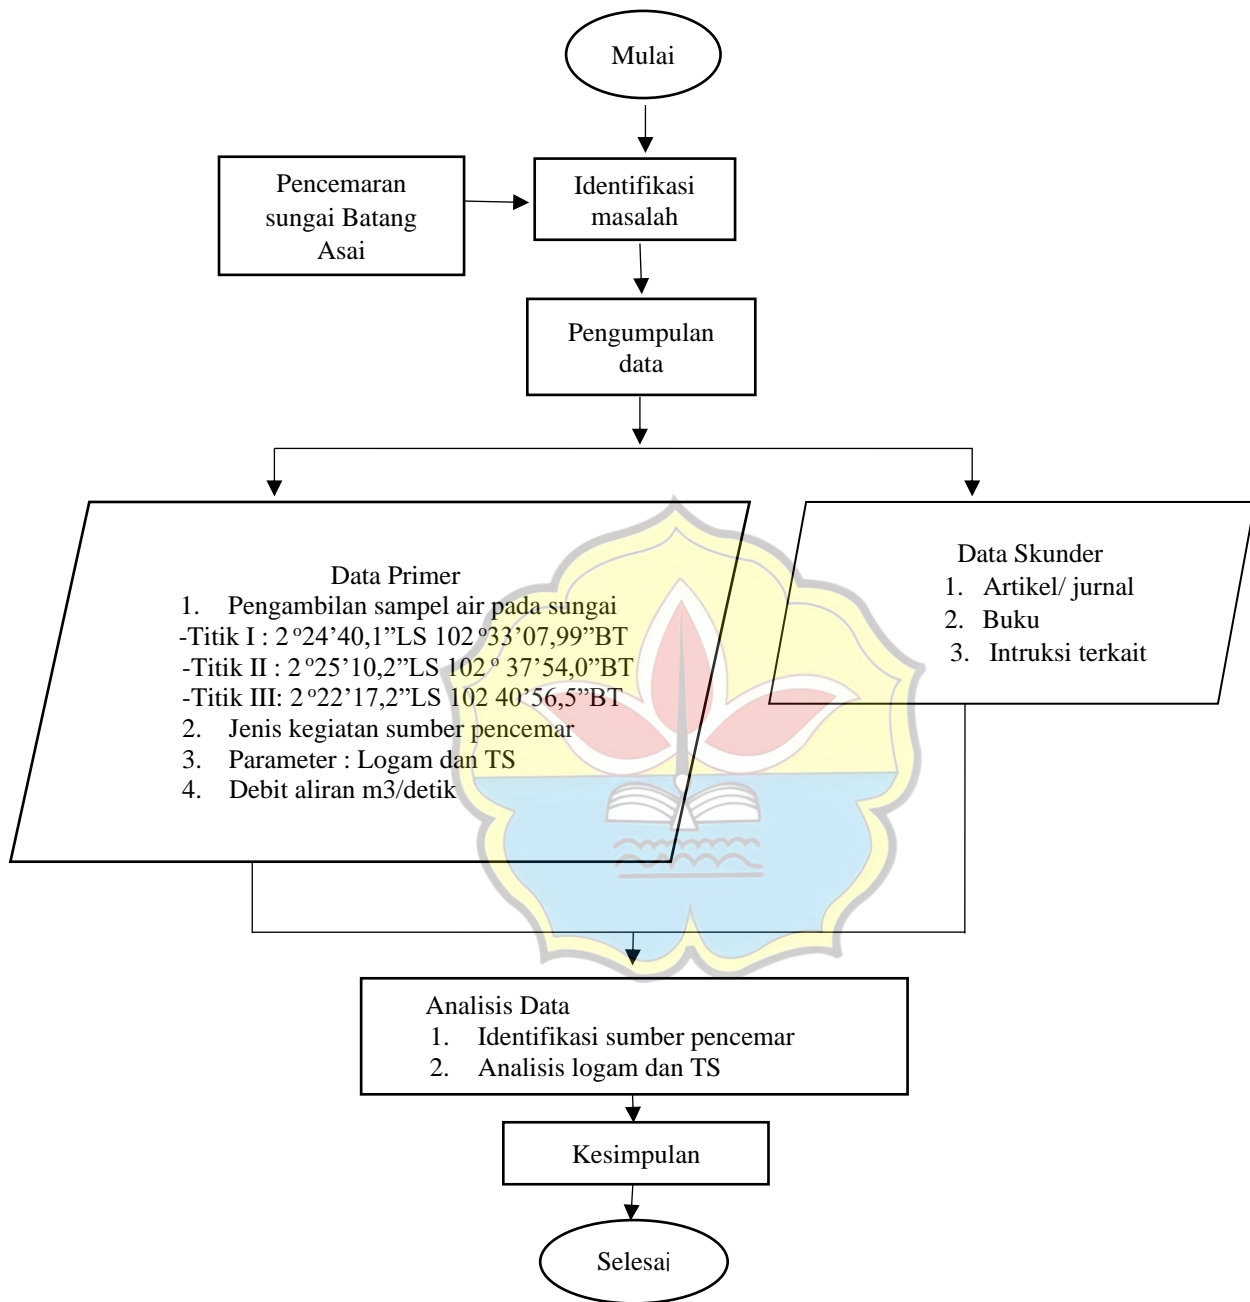 Mulai
Pencemaran
sungai Batang
Asai
Identifikasi
masalah
Pengumpulan
data
Data Primer
1. Pengambilan sampel air pada sungai
-Titik I : 2 º24’40,1”LS 102 º33’07,99”BT
-Titik II : 2 º25’10,2”LS 102 º 37’54,0”BT
-Titik III: 2 º22’17,2”LS 102 40’56,5”BT
2. Jenis kegiatan sumber pencemar
3. Parameter : Logam dan TS
4. Debit aliran m3/detik
Data Skunder
1. Artikel/ jurnal
2. Buku
3. Intruksi terkait
Analisis Data
1. Identifikasi sumber pencemar
2. Analisis logam dan TS
Kesimpulan
Selesai